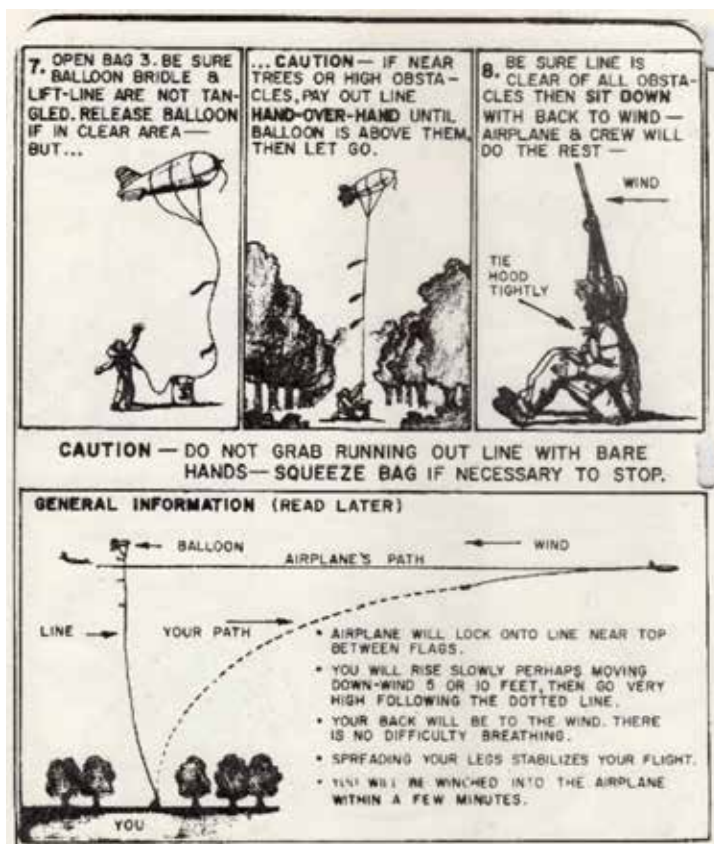 7. OPEN BAG 3. BE SURE
BALLOON BRIDLE &
LIFT-LINE ARE NOT TAN-
GLED. RELEASE BALLOON
IF IN CLEAR AREA —
BUT...
...CAUTION — IF NEAR
TREES OR HIGH OBSTA-
CLES, PAY OUT LINE
HAND-OVER-HAND UNTIL
BALLOON IS ABOVE THEM,
THEN LET GO.
8. BE SURE LINE IS
CLEAR OF ALL OBSTA-
CLES THEN SIT DOWN
WITH BACK TO WIND —
AIRPLANE & CREW WILL
DO THE REST —
WIND
TIE
HOOD
TIGHTLY
CAUTION — DO NOT GRAB RUNNING OUT LINE WITH BARE
HANDS — SQUEEZE BAG IF NECESSARY TO STOP.
GENERAL INFORMATION (READ LATER)
BALLOON
WIND
AIRPLANE'S PATH
LINE
YOUR PATH
• AIRPLANE WILL LOCK ONTO LINE NEAR TOP
BETWEEN FLAGS.
• YOU WILL RISE SLOWLY PERHAPS MOVING
DOWN-WIND 5 OR 10 FEET, THEN GO VERY
HIGH FOLLOWING THE DOTTED LINE.
• YOUR BACK WILL BE TO THE WIND. THERE
IS NO DIFFICULTY BREATHING.
• SPREADING YOUR LEGS STABILIZES YOUR FLIGHT.
• YOU WILL BE WINCHED INTO THE AIRPLANE
WITHIN A FEW MINUTES.
YOU